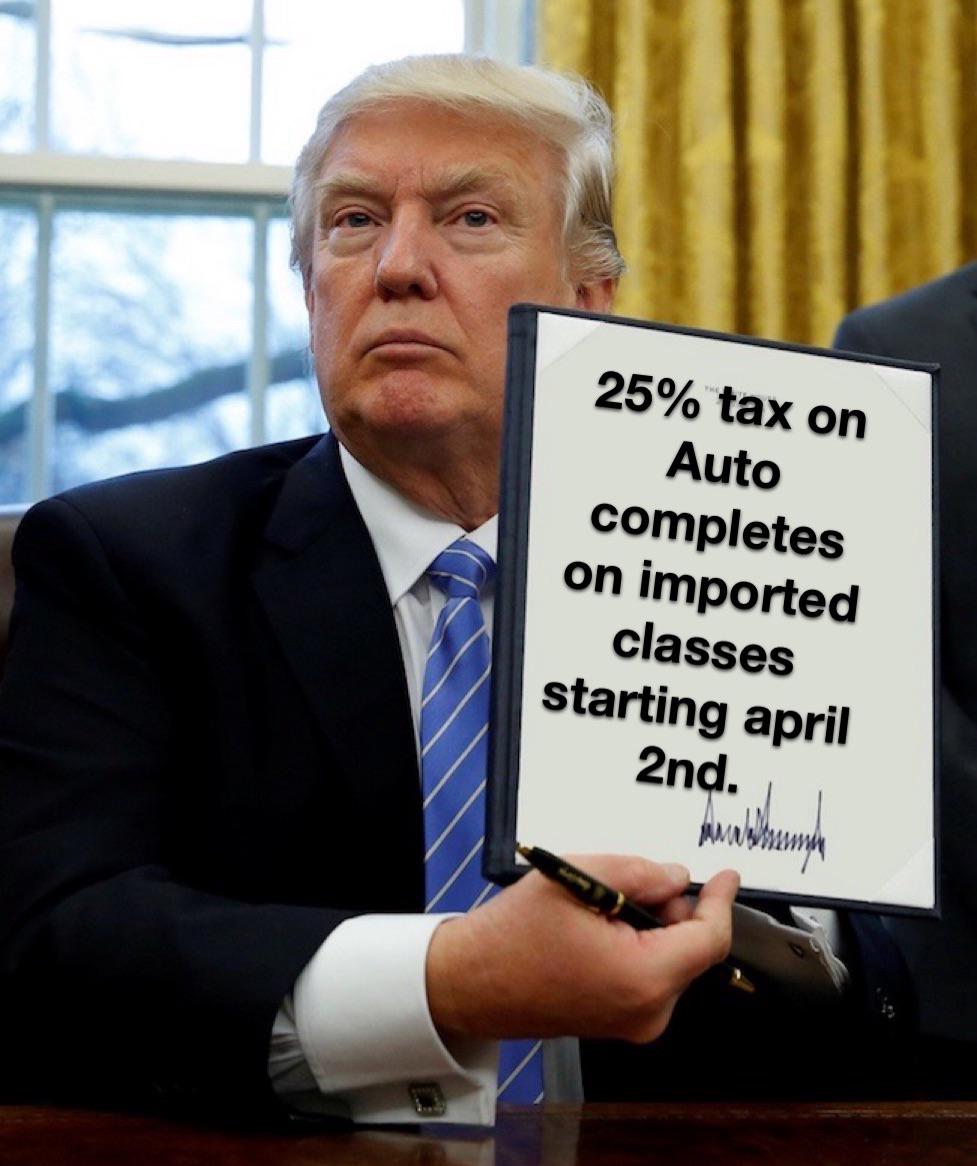 25% tax on
Auto
completes
on imported
classes
starting april
2nd.